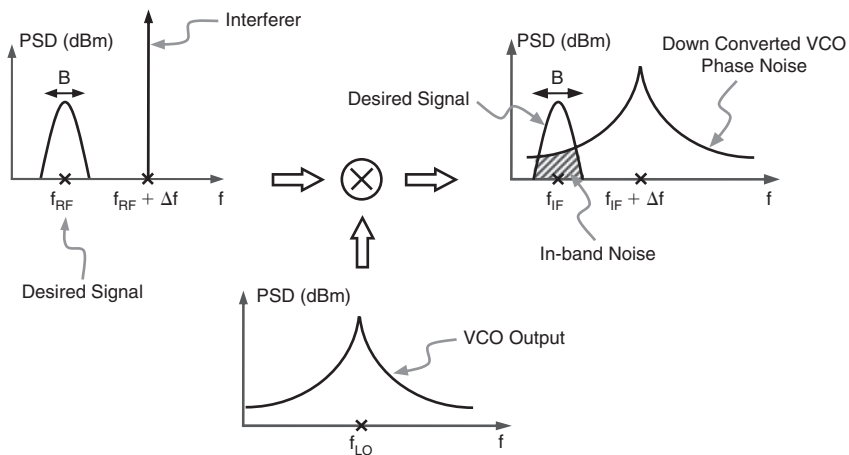 Interferer
PSD (dBm)
B
f_RF
f_RF + Δf
f
Desired Signal
PSD (dBm)
B
Down Converted VCO
Phase Noise
Desired Signal
f_IF
f_IF + Δf
f
In-band Noise
PSD (dBm)
VCO Output
f_LO
f